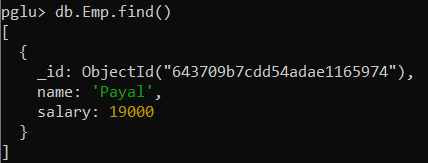 pglu> db.Emp.find()
[
  {
    _id: ObjectId("643709b7cdd54adae1165974"),
    name: 'Payal',
    salary: 19000
  }
]